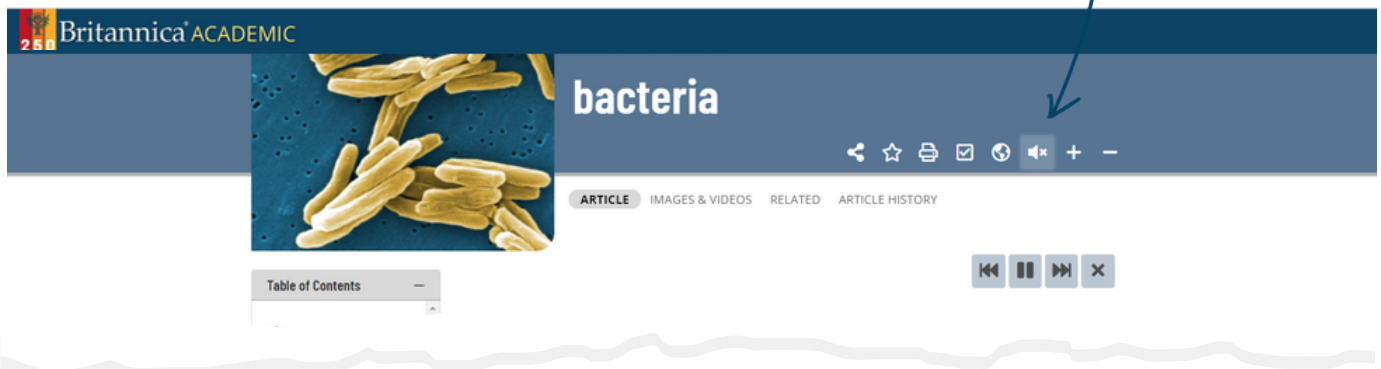 250 Britannica ACADEMIC
bacteria
ARTICLE IMAGES & VIDEOS RELATED ARTICLE HISTORY
Table of Contents